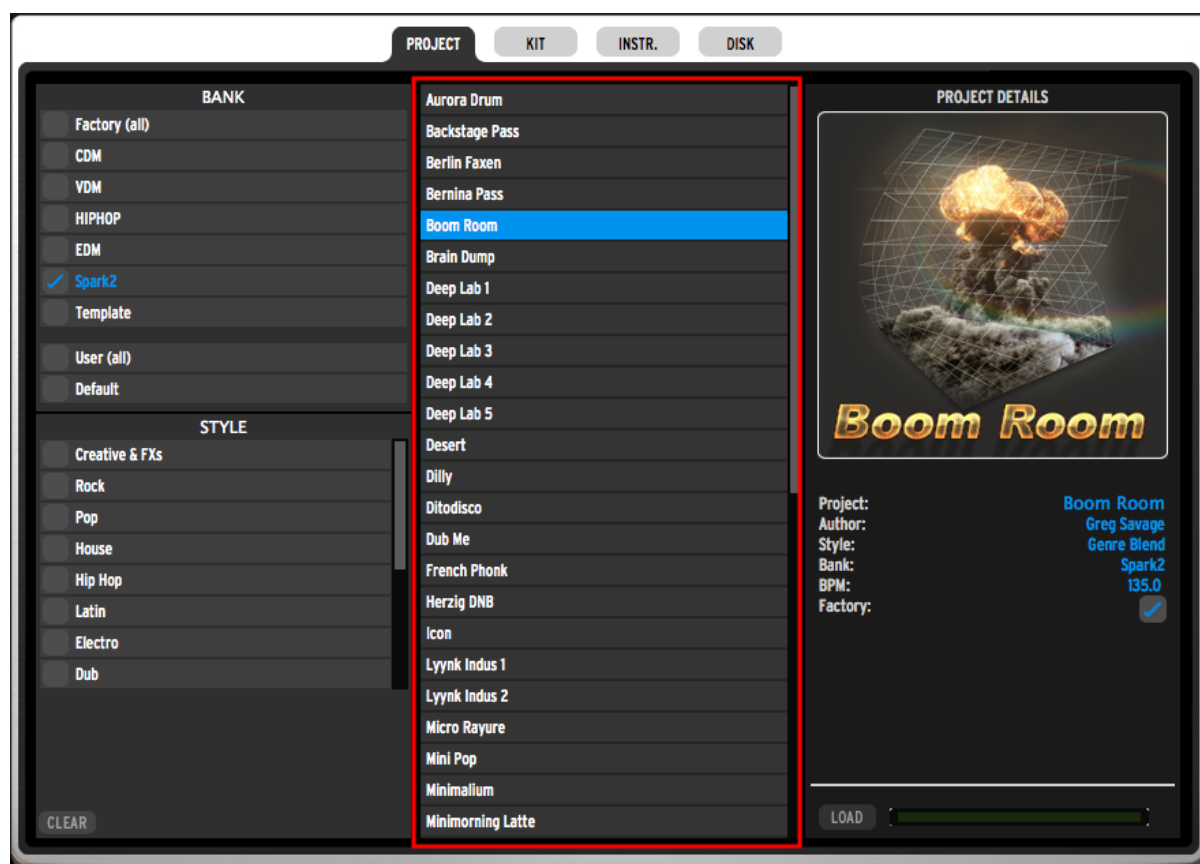 PROJECT
KIT
INSTR.
DISK
BANK
Factory (all)
CDM
VDM
HIPHOP
EDM
Spark2
Template
User (all)
Default
STYLE
Creative & FXs
Rock
Pop
House
Hip Hop
Latin
Electro
Dub
CLEAR
Aurora Drum
Backstage Pass
Berlin Faxen
Bernina Pass
Boom Room
Brain Dump
Deep Lab 1
Deep Lab 2
Deep Lab 3
Deep Lab 4
Deep Lab 5
Desert
Dilly
Ditodisco
Dub Me
French Phonk
Herzig DNB
Icon
Lyynk Indus 1
Lyynk Indus 2
Micro Rayure
Mini Pop
Minimalium
Minimorning Latte
PROJECT DETAILS
Boom Room
Project: Boom Room
Author: Greg Savage
Style: Genre Blend
Bank: Spark2
BPM: 135.0
Factory:
LOAD